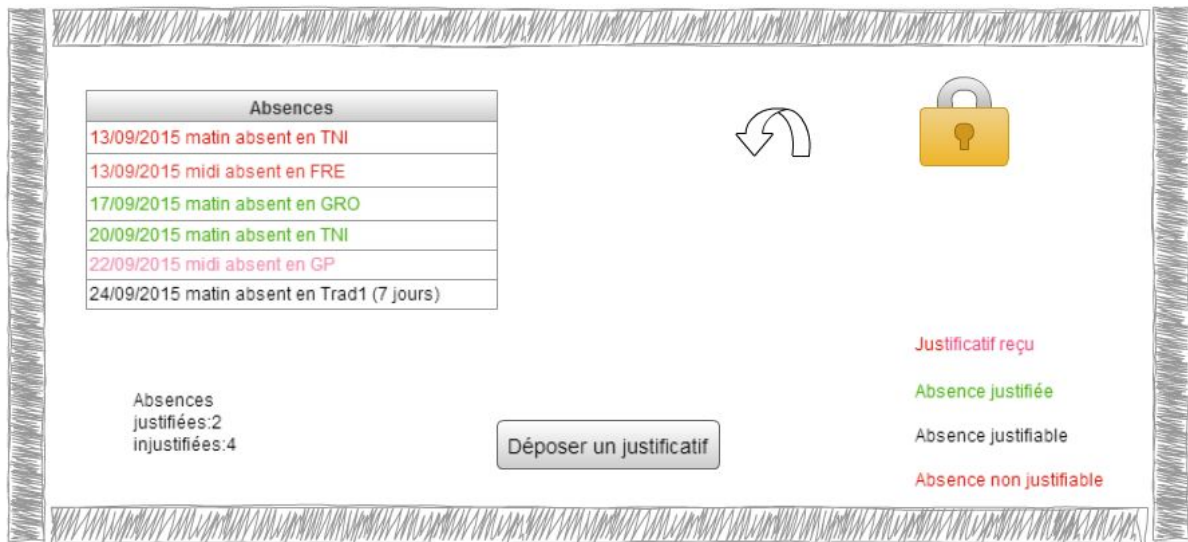 Absences
13/09/2015 matin absent en TNI
13/09/2015 midi absent en FRE
17/09/2015 matin absent en GRO
20/09/2015 matin absent en TNI
22/09/2015 midi absent en GP
24/09/2015 matin absent en Trad1 (7 jours)
Absences
justifiées:2
injustifiées:4
Déposer un justificatif
Justificatif reçu
Absence justifiée
Absence justifiable
Absence non justifiable